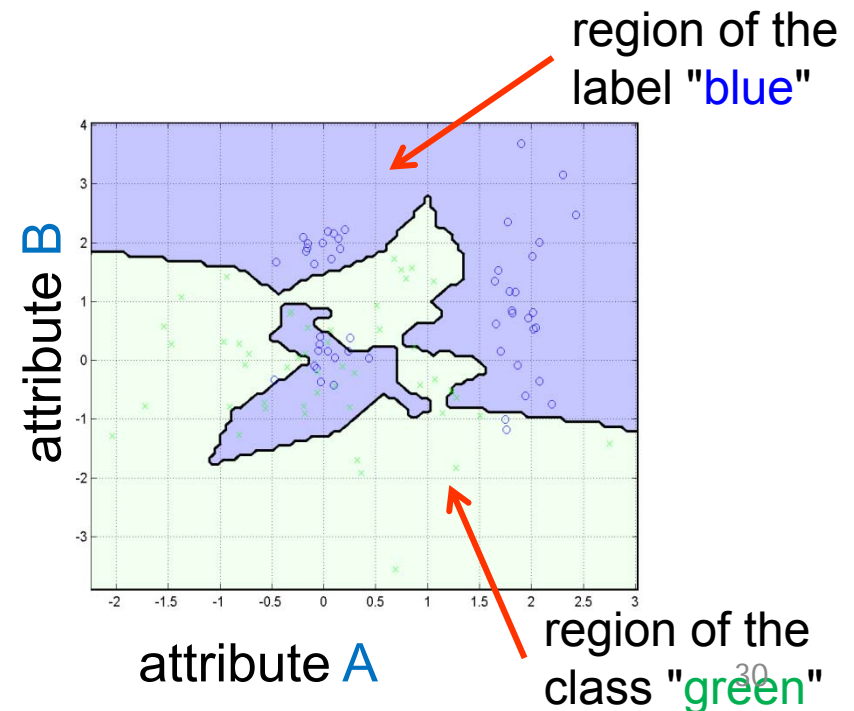 region of the
label "blue"
4
3
2
1
0
-1
-2
-3
attribute B
-2 -1.5 -1 -0.5 0 0.5 1 1.5 2 2.5 3
attribute A
region of the
class "green"
30